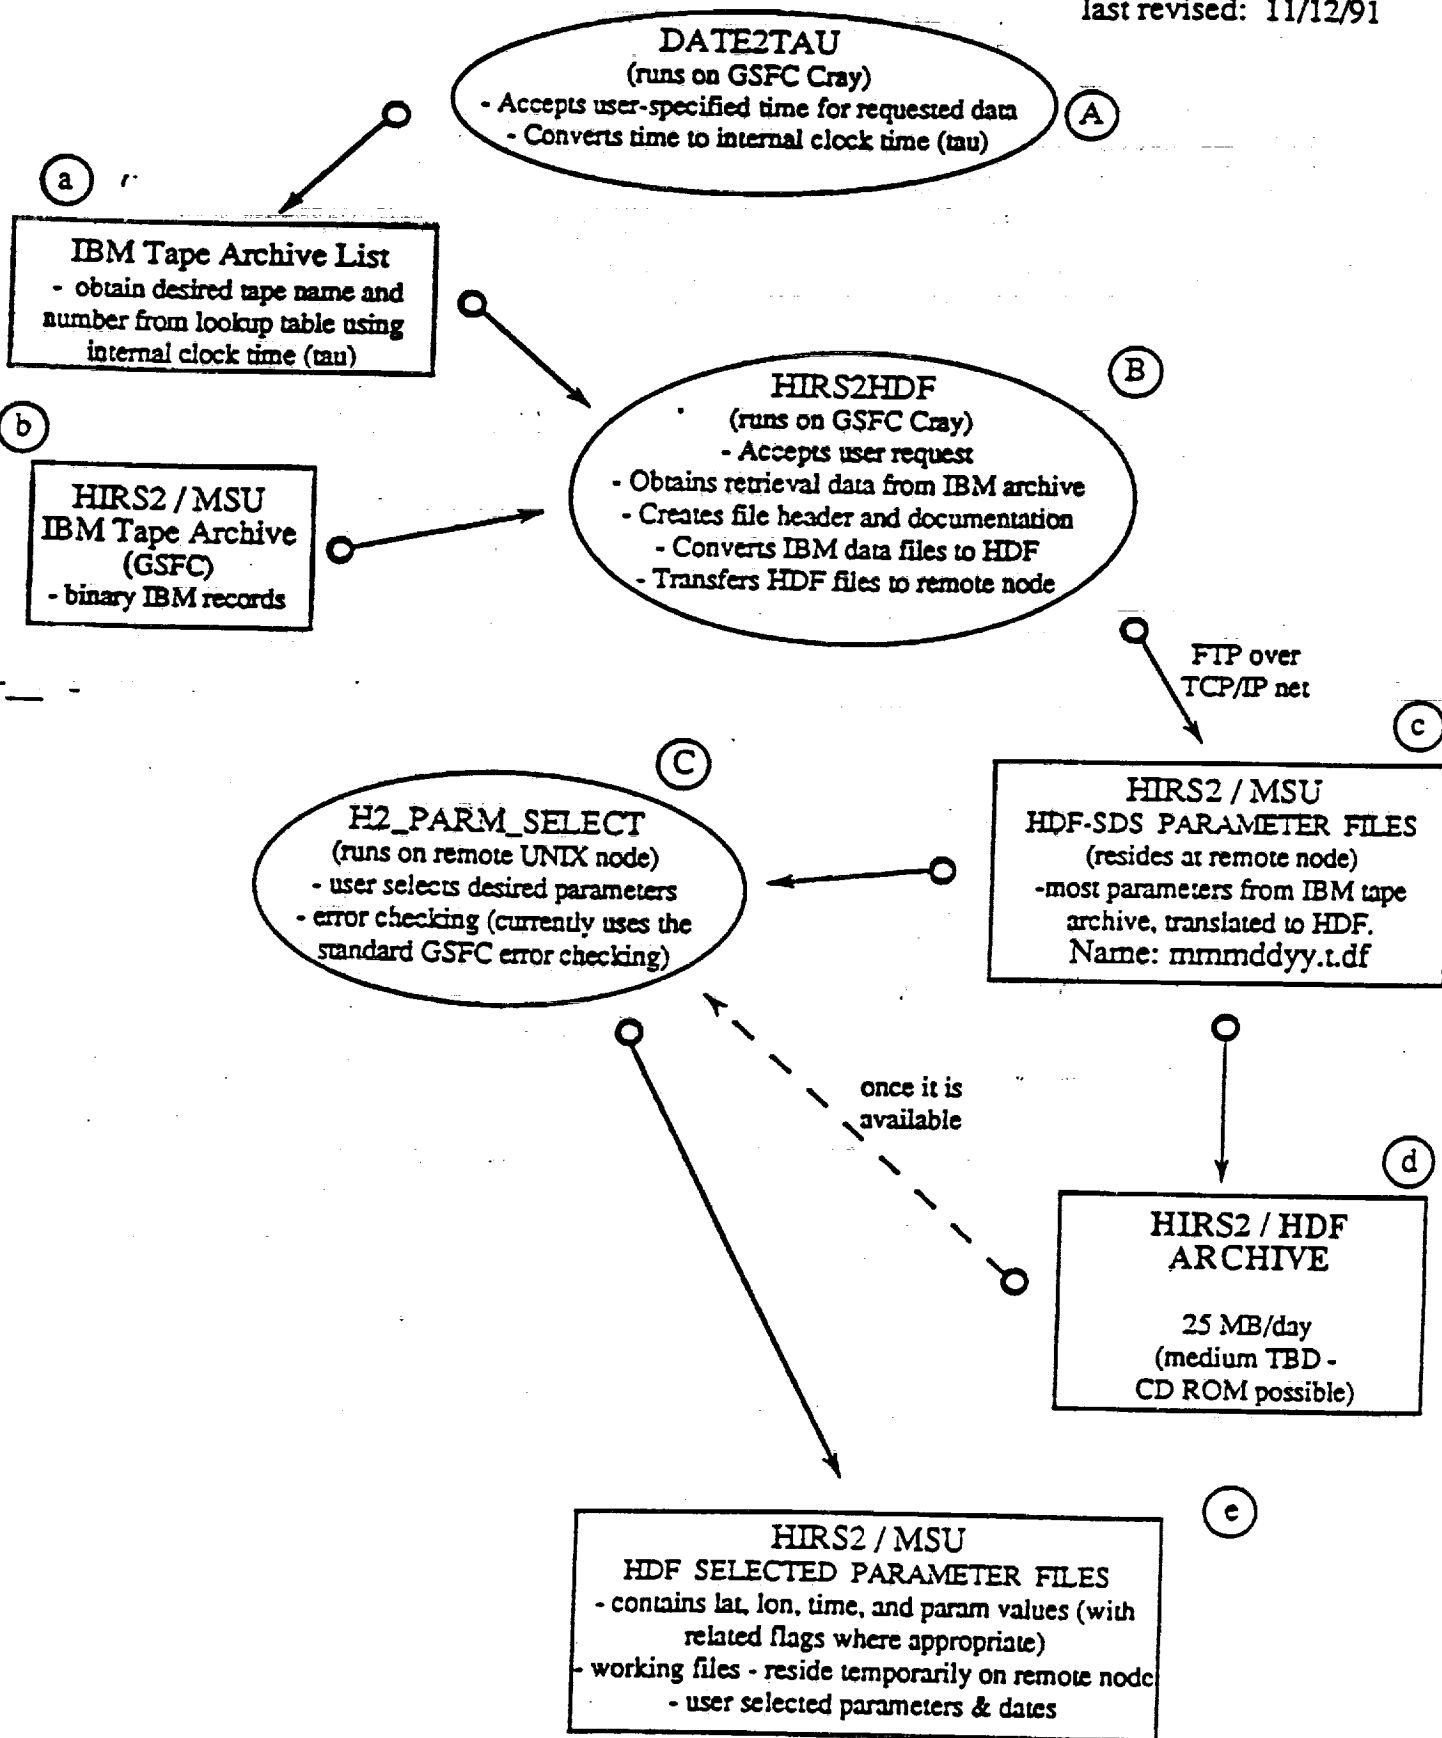 last revised: 11/12/91
DATE2TAU
(runs on GSFC Cray)
- Accepts user-specified time for requested data
- Converts time to internal clock time (tau)
A
a
IBM Tape Archive List
- obtain desired tape name and
number from lookup table using
internal clock time (tau)
B
HIRS2HDF
(runs on GSFC Cray)
- Accepts user request
- Obtains retrieval data from IBM archive
- Creates file header and documentation
- Converts IBM data files to HDF
- Transfers HDF files to remote node
b
HIRS2 / MSU
IBM Tape Archive
(GSFC)
- binary IBM records
FTP over
TCP/IP net
c
HIRS2 / MSU
HDF-SDS PARAMETER FILES
(resides at remote node)
-most parameters from IBM tape
archive, translated to HDF.
Name: mmmddyy.t.df
C
H2_PARM_SELECT
(runs on remote UNIX node)
- user selects desired parameters
- error checking (currently uses the
standard GSFC error checking)
once it is
available
d
HIRS2 / HDF
ARCHIVE
25 MB/day
(medium TBD -
CD ROM possible)
e
HIRS2 / MSU
HDF SELECTED PARAMETER FILES
- contains lat, lon, time, and param values (with
related flags where appropriate)
- working files - reside temporarily on remote node
- user selected parameters & dates